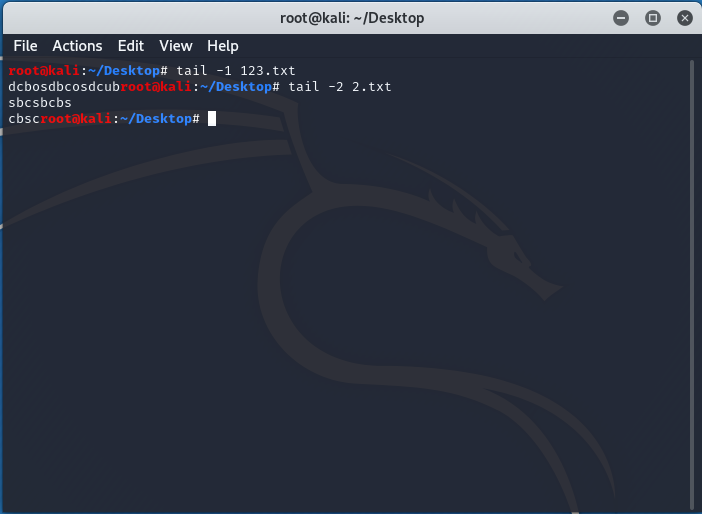 root@kali: ~/Desktop
File Actions Edit View Help
root@kali:~/Desktop# tail -1 123.txt
dcbosdbcosdcubroot@kali:~/Desktop# tail -2 2.txt
sbcsbcbs
cbscroot@kali:~/Desktop#